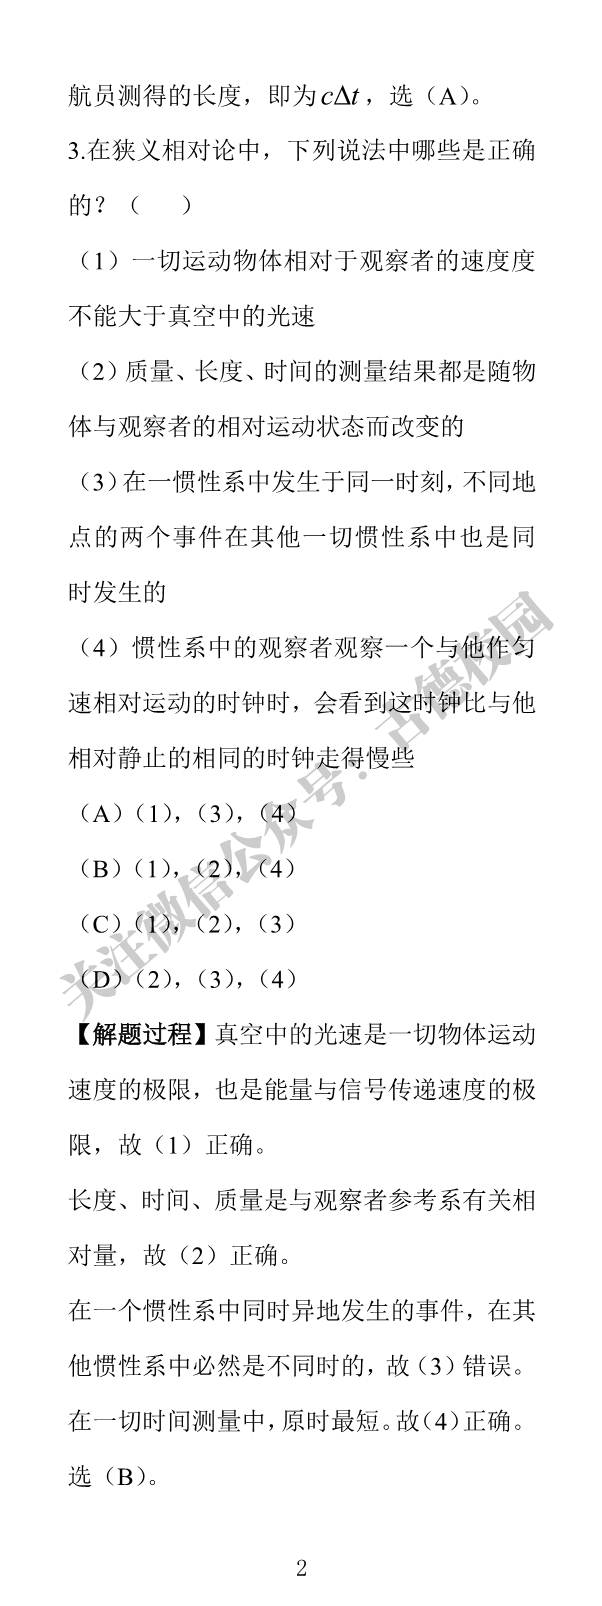 航员测得的长度，即为cΔt，选（A）。
3.在狭义相对论中，下列说法中哪些是正确
的？（ ）
（1）一切运动物体相对于观察者的速度度
不能大于真空中的光速
（2）质量、长度、时间的测量结果都是随物
体与观察者的相对运动状态而改变的
（3）在一惯性系中发生于同一时刻，不同地
点的两个事件在其他一切惯性系中也是同
时发生的
（4）惯性系中的观察者观察一个与他作匀
速相对运动的时钟时，会看到这时钟比与他
相对静止的相同的时钟走得慢些
（A）（1），（3），（4）
（B）（1），（2），（4）
（C）（1），（2），（3）
（D）（2），（3），（4）
【解题过程】真空中的光速是一切物体运动
速度的极限，也是能量与信号传递速度的极
限，故（1）正确。
长度、时间、质量是与观察者参考系有关相
对量，故（2）正确。
在一个惯性系中同时异地发生的事件，在其
他惯性系中必然是不同时的，故（3）错误。
在一切时间测量中，原时最短。故（4）正确。
选（B）。
2
关注微信公众号：古德校园